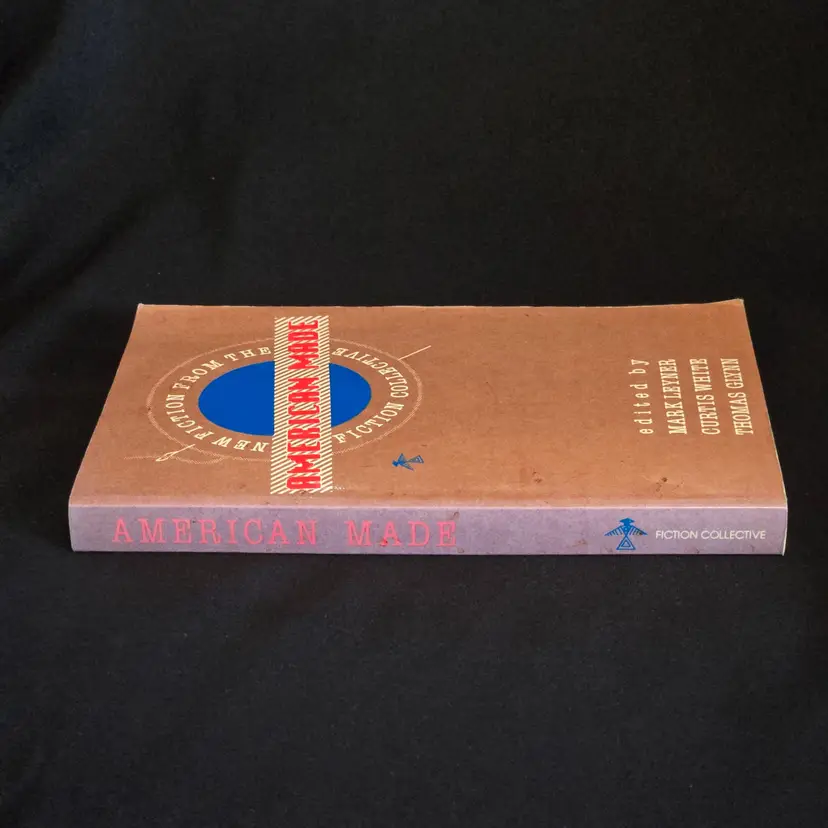 AMERICAN MADE
NEW FICTION FROM THE
FICTION COLLECTIVE
edited by
MARK LEYNER
CURTIS WHITE
THOMAS GLYNN
AMERICAN MADE
FICTION COLLECTIVE